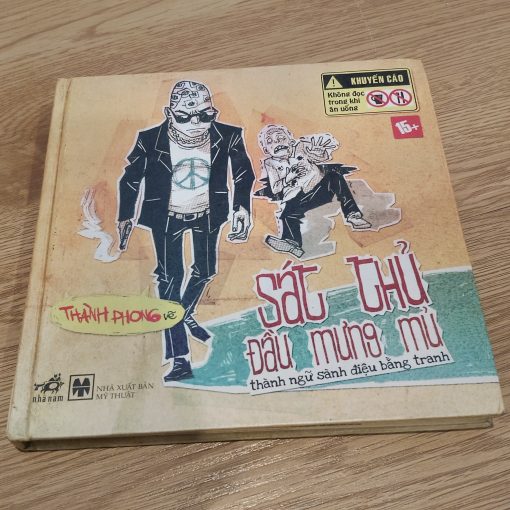 KHUYẾN CÁO
Không đọc
trong khi
ăn uống
15+
SÁT THỦ
ĐẦU MƯNG MỦ
thành ngữ sành điệu bằng tranh
THÀNH PHONG vẽ
nhã nam
NHÀ XUẤT BẢN
MỸ THUẬT